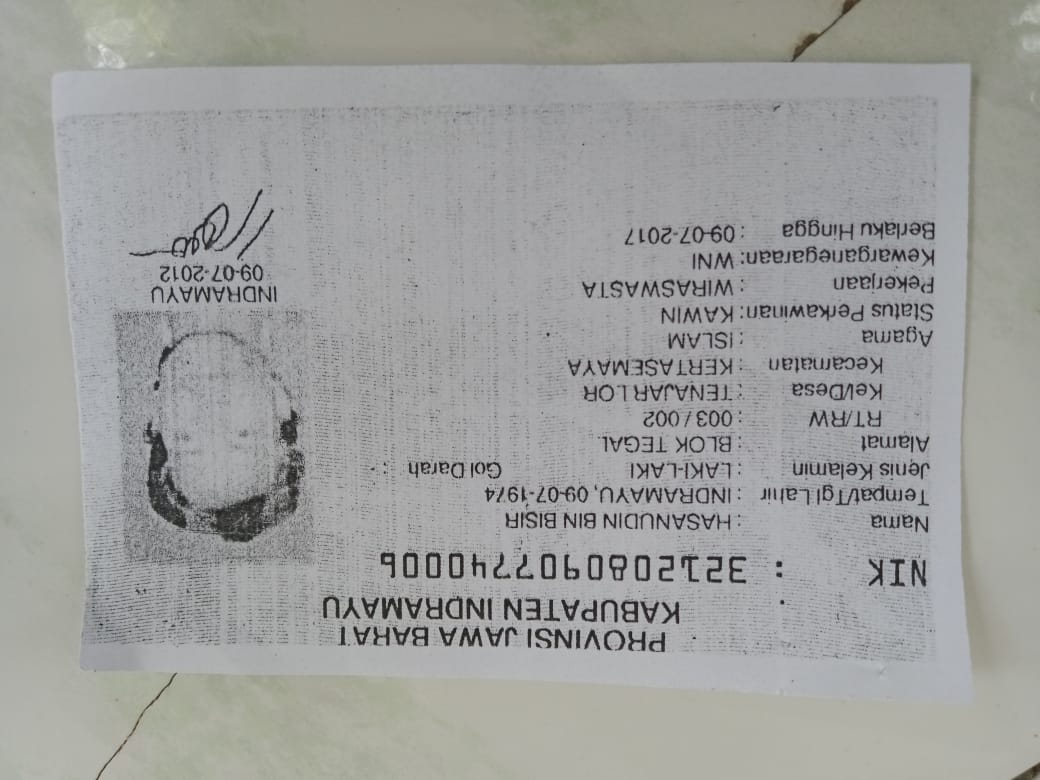 PROVINSI JAWA BARAT
KABUPATEN INDRAMAYU
NIK : 3212080907740006
Nama : HASANUDIN BIN BISIR
Tempat/Tgl Lahir : INDRAMAYU, 09-07-1974
Jenis Kelamin : LAKI-LAKI Gol Darah :
Alamat : BLOK TEGAL
RT/RW : 003 / 002
Kel/Desa : TENAJAR LOR
Kecamatan : KERTASEMAYA
Agama : ISLAM
Status Perkawinan: KAWIN
Pekerjaan : WIRASWASTA
Kewarganegaraan: WNI
Berlaku Hingga : 09-07-2017
INDRAMAYU
09-07-2012